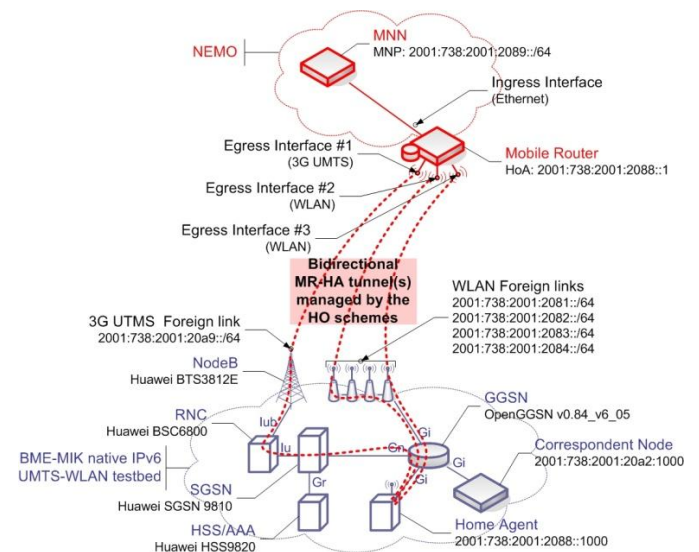 MNN
MNP: 2001:738:2001:2089::/64
NEMO
Ingress Interface
(Ethernet)
Egress Interface #1
(3G UMTS)
Mobile Router
HoA: 2001:738:2001:2088::1
Egress Interface #2
(WLAN)
Egress Interface #3
(WLAN)
Bidirectional
MR-HA tunnel(s)
managed by the
HO schemes
WLAN Foreign links
2001:738:2001:2081::/64
2001:738:2001:2082::/64
2001:738:2001:2083::/64
2001:738:2001:2084::/64
3G UTMS Foreign link
2001:738:2001:20a9::/64
NodeB
Huawei BTS3812E
GGSN
OpenGGSN v0.84_v6_05
RNC
Huawei BSC6800
Iub
Iu
Gn
Gi
Gi
Gi
Correspondent Node
2001:738:2001:20a2:1000
BME-MIK native IPv6
UMTS-WLAN testbed
SGSN
Huawei SGSN 9810
Gr
HSS/AAA
Huawei HSS9820
Home Agent
2001:738:2001:2088::1000